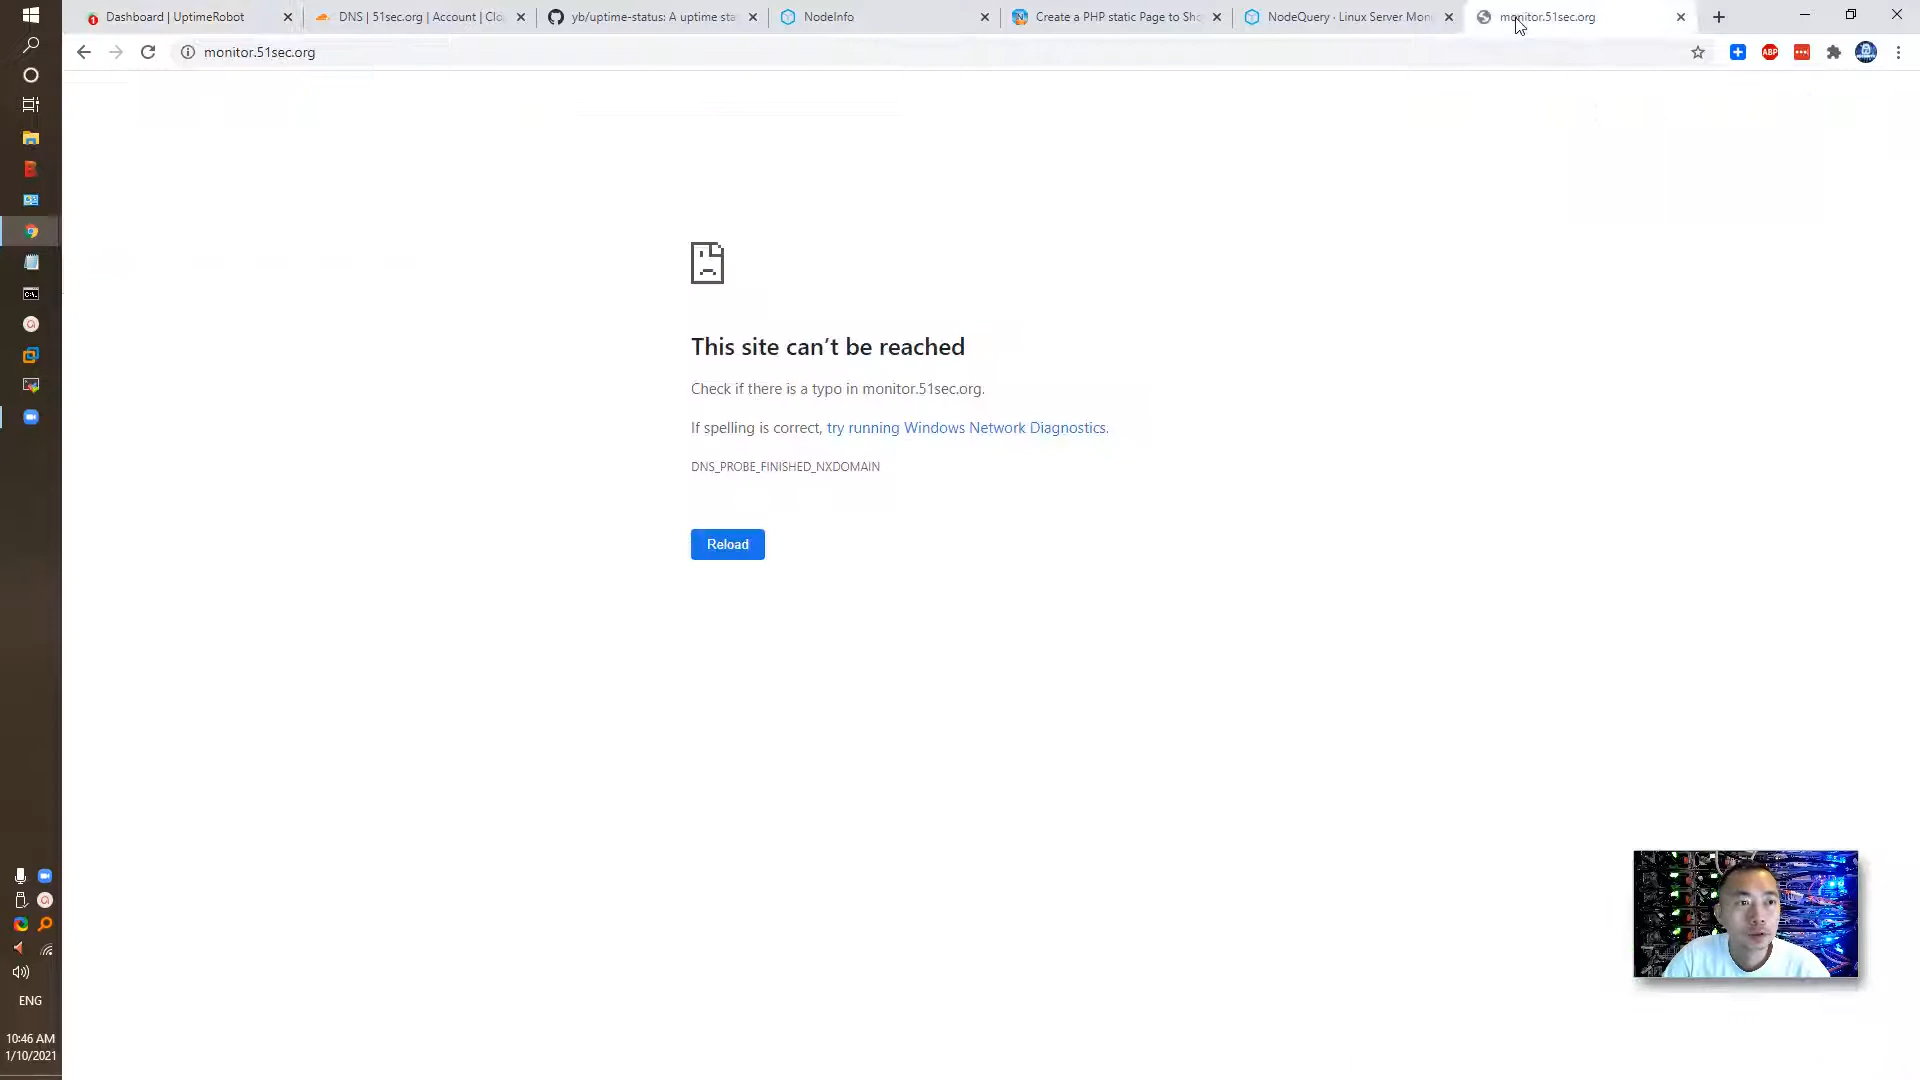 Dashboard | UptimeRobot
DNS | 51sec.org | Account | Clo
yb/uptime-status: A uptime sta
NodeInfo
Create a PHP static Page to Sho
NodeQuery · Linux Server Mon
monitor.51sec.org
monitor.51sec.org
ABP
This site can’t be reached
Check if there is a typo in monitor.51sec.org.
If spelling is correct, try running Windows Network Diagnostics.
DNS_PROBE_FINISHED_NXDOMAIN
Reload
ENG
10:46 AM
1/10/2021